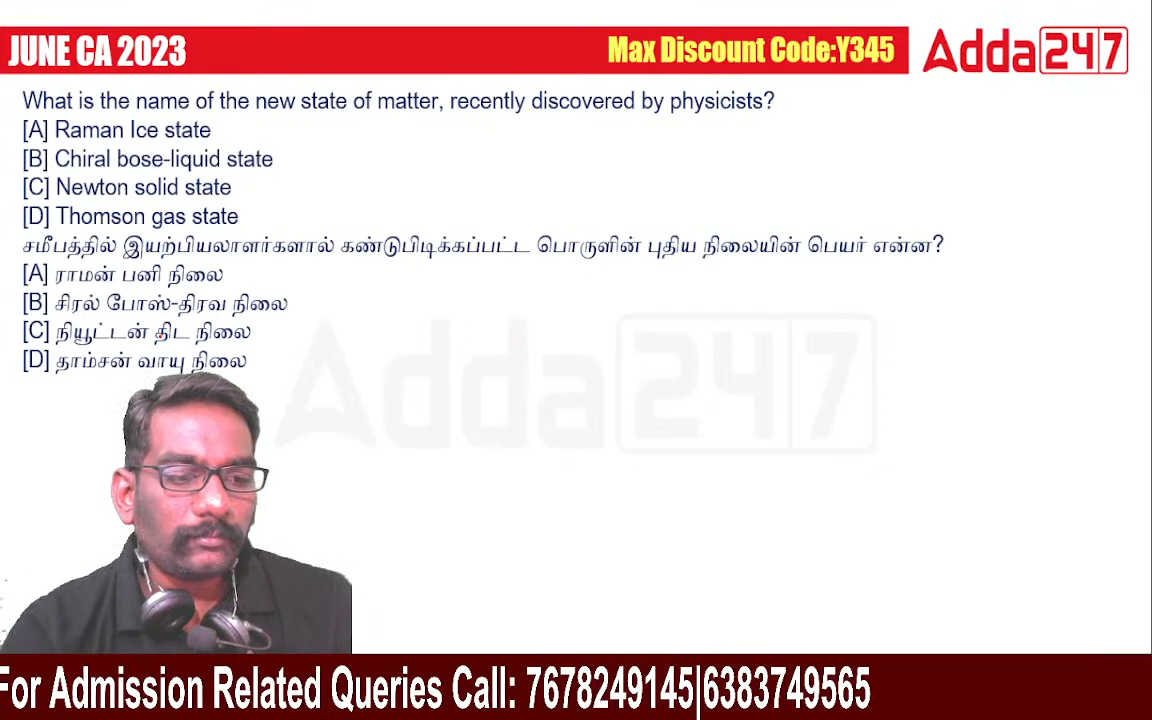 JUNE CA 2023
Max Discount Code:Y345
Adda247
What is the name of the new state of matter, recently discovered by physicists?
[A] Raman Ice state
[B] Chiral bose-liquid state
[C] Newton solid state
[D] Thomson gas state
சமீபத்தில் இயற்பியலாளர்களால் கண்டுபிடிக்கப்பட்ட பொருளின் புதிய நிலையின் பெயர் என்ன?
[A] ராமன் பனி நிலை
[B] சிரல் போஸ்-திரவ நிலை
[C] நியூட்டன் திட நிலை
[D] தாம்சன் வாயு நிலை
Adda247
For Admission Related Queries Call: 7678249145|6383749565